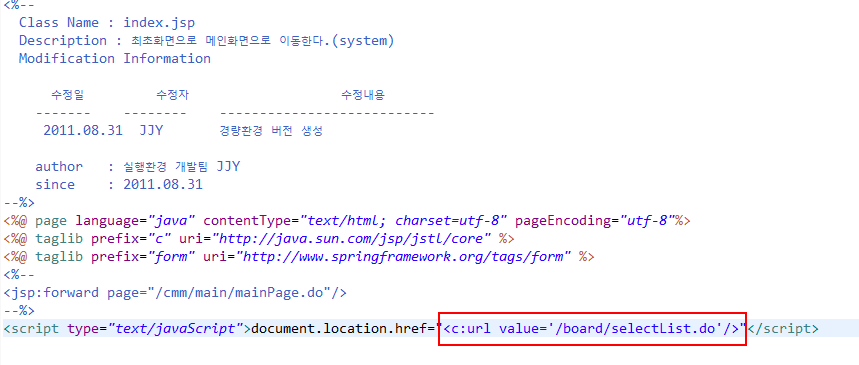 <%--
  Class Name : index.jsp
  Description : 최초화면으로 메인화면으로 이동한다.(system)
  Modification Information
      수정일         수정자                       수정내용
    -------    --------    ---------------------------
     2011.08.31  JJY       경량환경 버전 생성
    author   : 실행환경 개발팀 JJY
    since    : 2011.08.31
--%>
<%@ page language="java" contentType="text/html; charset=utf-8" pageEncoding="utf-8"%>
<%@ taglib prefix="c" uri="http://java.sun.com/jsp/jstl/core" %>
<%@ taglib prefix="form" uri="http://www.springframework.org/tags/form" %>
<%--
<jsp:forward page="/cmm/main/mainPage.do"/>
--%>
<script type="text/javaScript">document.location.href="<c:url value='/board/selectList.do'/>"</script>